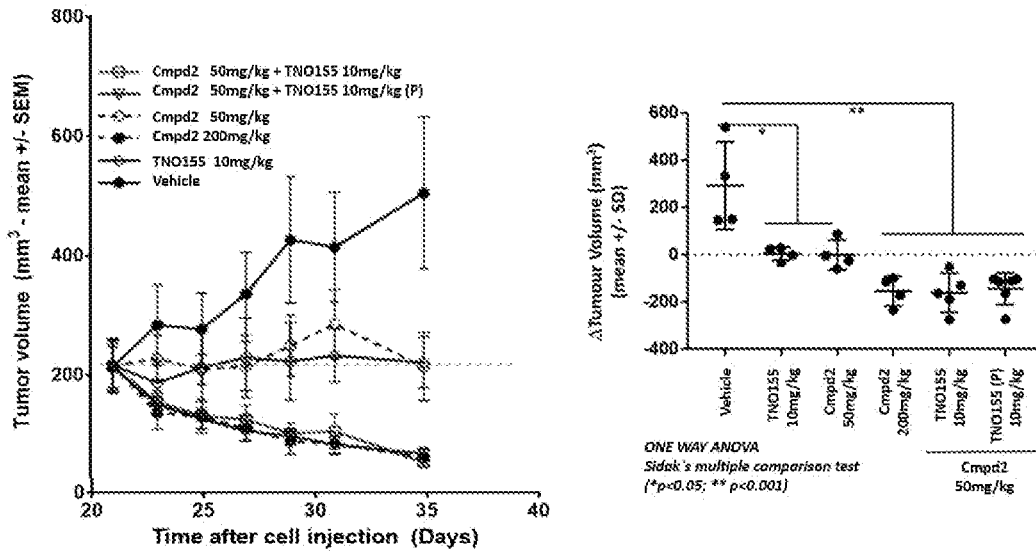 800
600
400
200
0
20
25
30
35
40
Tumor volume (mm³ - mean +/- SEM)
Time after cell injection (Days)
Cmpd2 50mg/kg + TNO155 10mg/kg
Cmpd2 50mg/kg + TNO155 10mg/kg (P)
Cmpd2 50mg/kg
Cmpd2 200mg/kg
TNO155 10mg/kg
Vehicle
600
400
200
0
-200
-400
ΔTumour Volume (mm³)
(mean +/- SD)
*
**
Vehicle
TNO155
10mg/kg
Cmpd2
50mg/kg
Cmpd2
200mg/kg
TNO155
10mg/kg
TNO155 (P)
10mg/kg
Cmpd2
50mg/kg
ONE WAY ANOVA
Sidak's multiple comparison test
(*p<0.05; ** p<0.001)